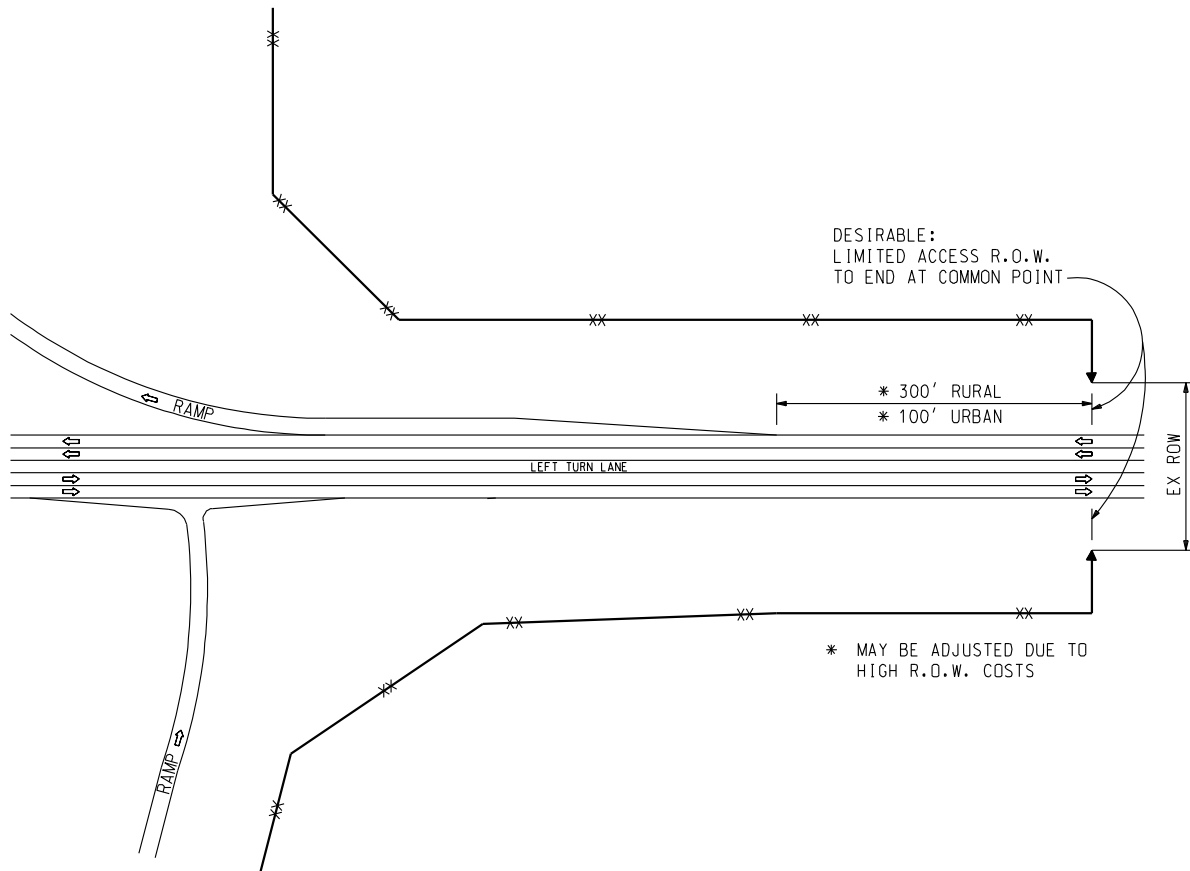 DESIRABLE:
LIMITED ACCESS R.O.W.
TO END AT COMMON POINT
* 300' RURAL
* 100' URBAN
RAMP
LEFT TURN LANE
EX ROW
* MAY BE ADJUSTED DUE TO
HIGH R.O.W. COSTS
RAMP